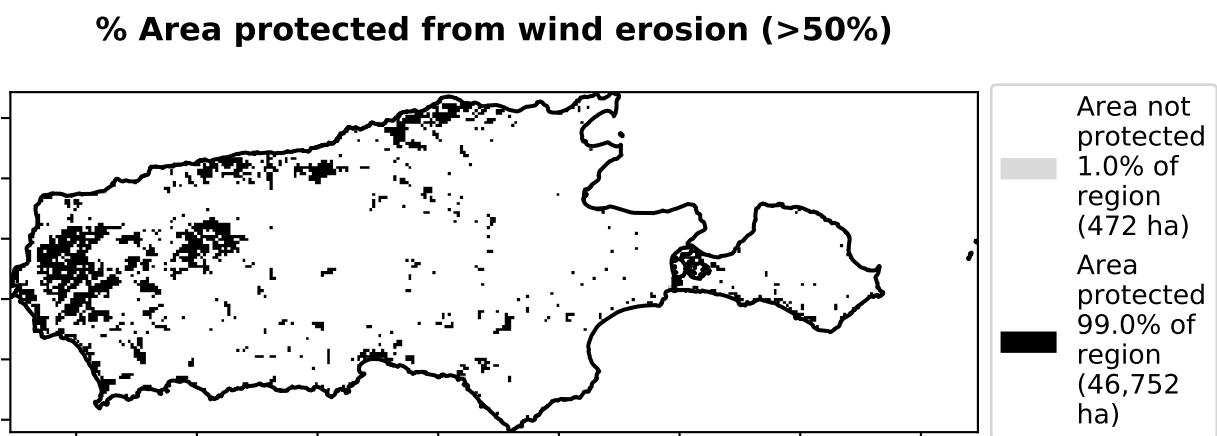 % Area protected from wind erosion (>50%)
Area not
protected
1.0% of
region
(472 ha)
Area
protected
99.0% of
region
(46,752
ha)